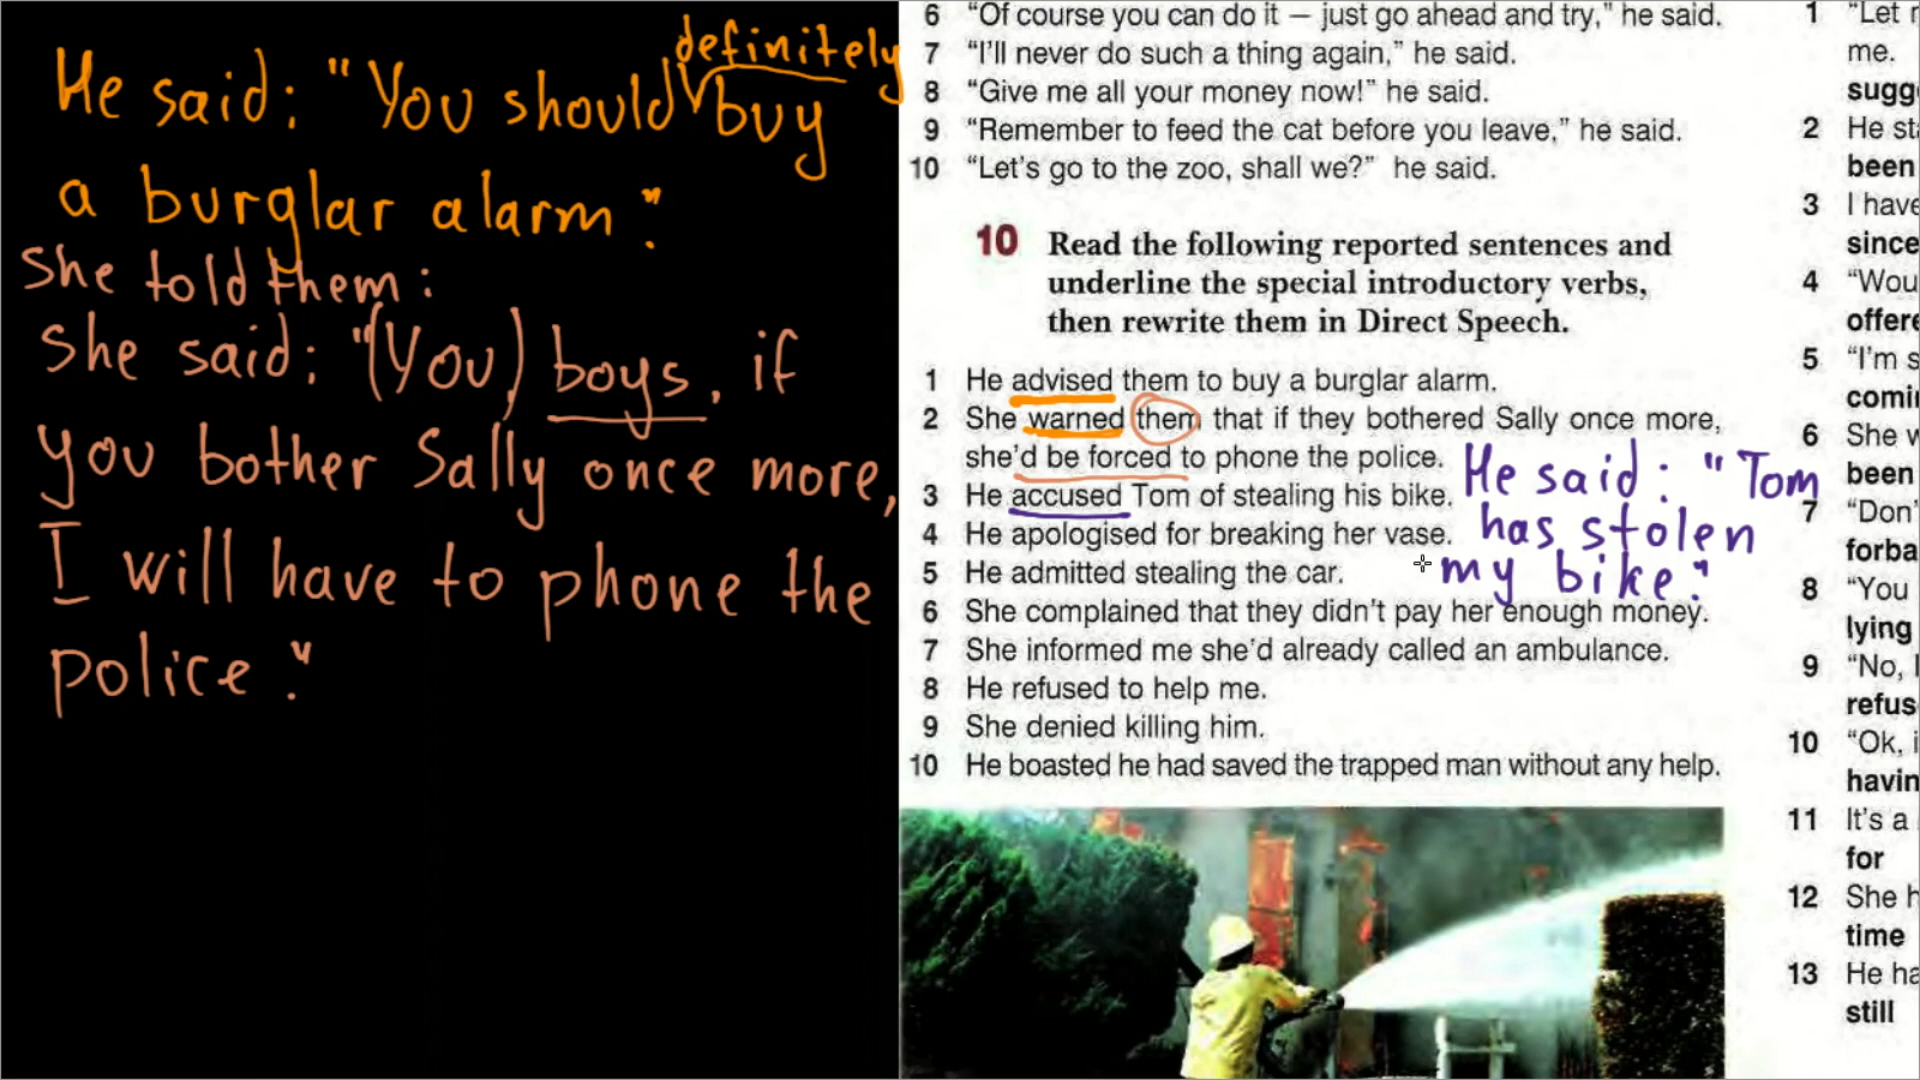 definitely
He said: "You should buy
a burglar alarm".
She told them:
She said: "(You) boys, if
you bother Sally once more,
I will have to phone the
police".
6 “Of course you can do it – just go ahead and try,” he said.
7 “I’ll never do such a thing again,” he said.
8 “Give me all your money now!” he said.
9 “Remember to feed the cat before you leave,” he said.
10 “Let’s go to the zoo, shall we?” he said.
10 Read the following reported sentences and
underline the special introductory verbs,
then rewrite them in Direct Speech.
1 He advised them to buy a burglar alarm.
2 She warned them that if they bothered Sally once more,
she’d be forced to phone the police.
3 He accused Tom of stealing his bike.
4 He apologised for breaking her vase.
5 He admitted stealing the car.
6 She complained that they didn’t pay her enough money.
7 She informed me she’d already called an ambulance.
8 He refused to help me.
9 She denied killing him.
10 He boasted he had saved the trapped man without any help.
He said: "Tom
has stolen
my bike".
1 “Let
me.
2 He
been
3 I have
since
4
5 “I’m
6 She
been
7
8 “You
lying
9 “No,
10 “Ok,
11 It’s a
for
12 She
time
13 He
still